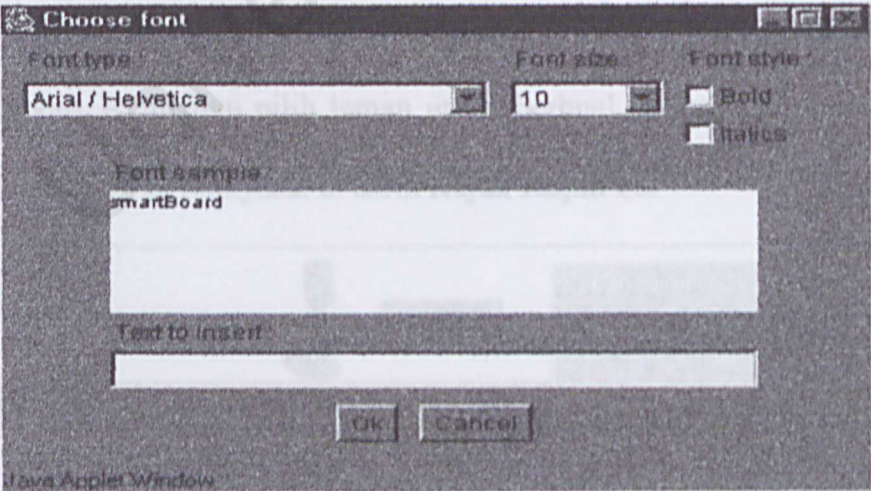 Choose font
Font type : Font size Font style :
Arial / Helvetica 10 Bold
Italics
Font sample :
smartBoard
Text to insert :
Ok Cancel
Java Applet Window